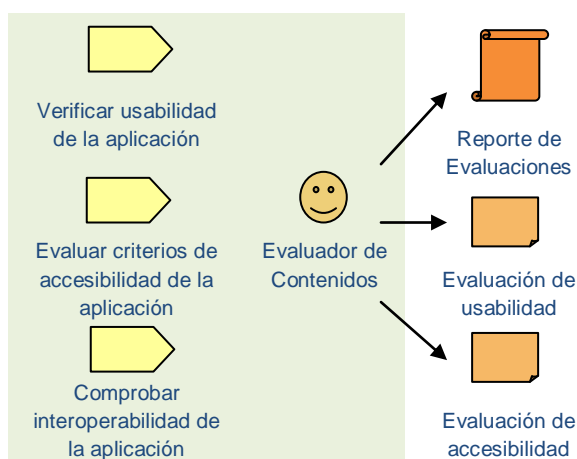 Verificar usabilidad
de la aplicación
Evaluar criterios de
accesibilidad de la
aplicación
Comprobar
interoperabilidad de
la aplicación
Evaluador de
Contenidos
Reporte de
Evaluaciones
Evaluación de
usabilidad
Evaluación de
accesibilidad